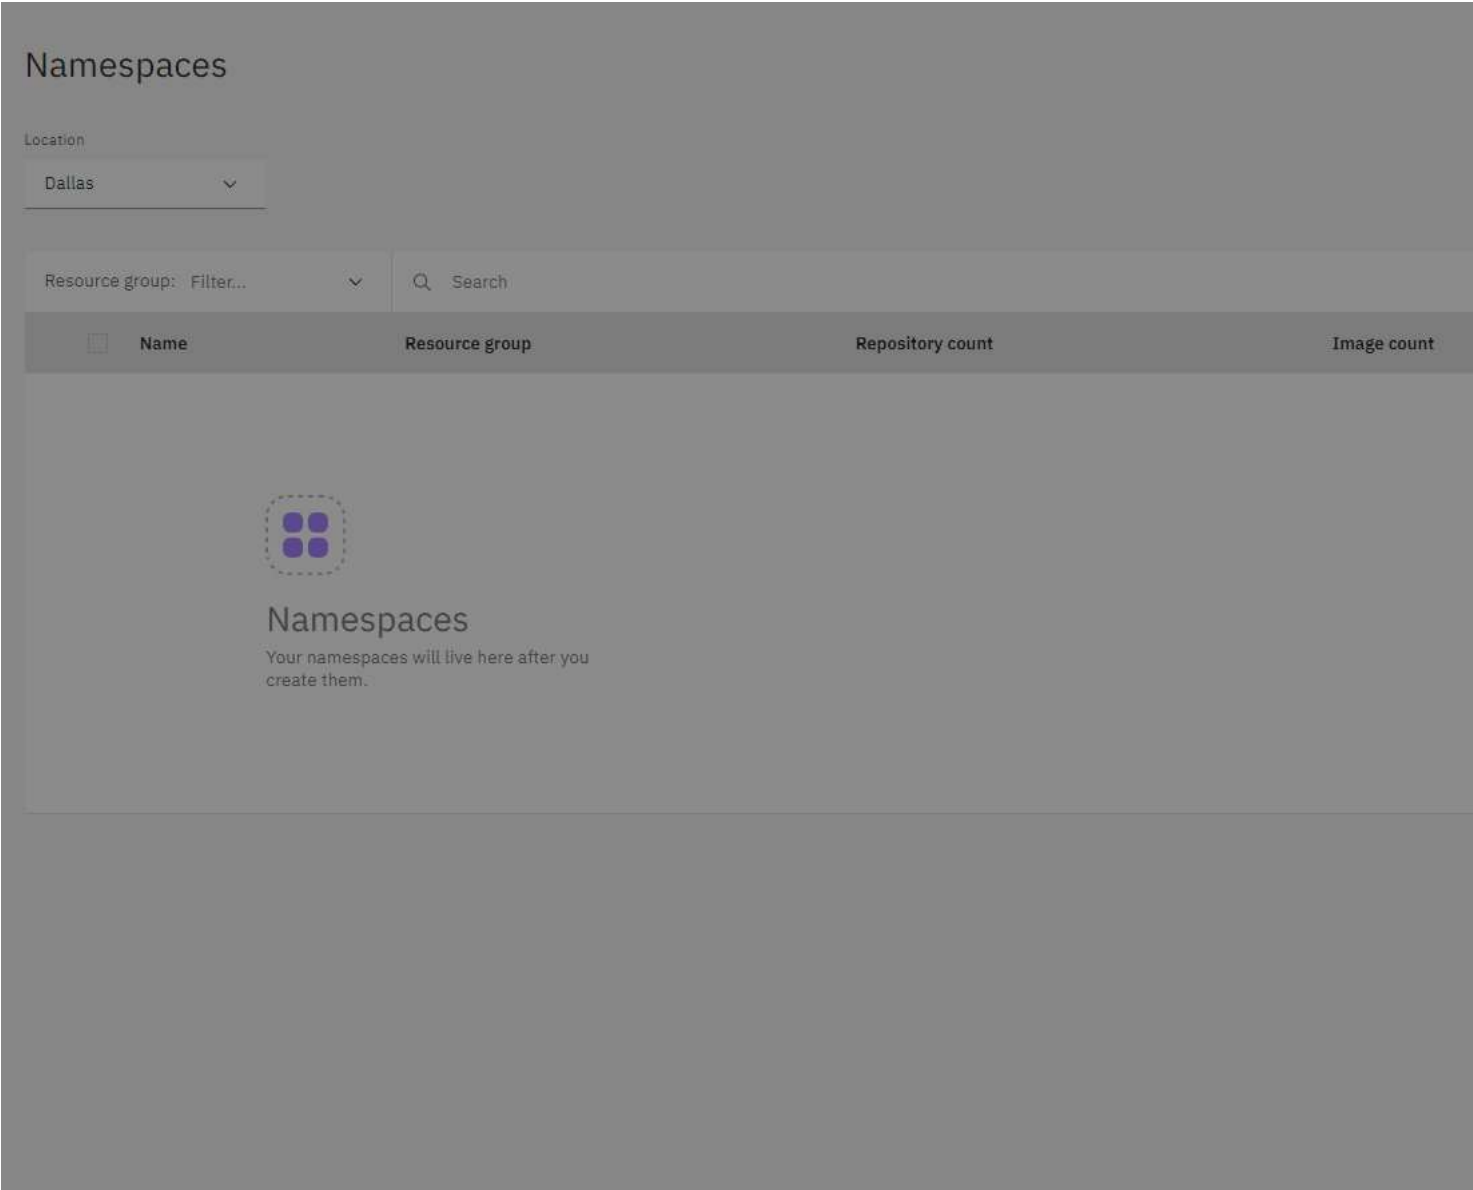 Namespaces
Location
Dallas
Resource group: Filter... Search
Name Resource group Repository count Image count
Namespaces
Your namespaces will live here after you
create them.